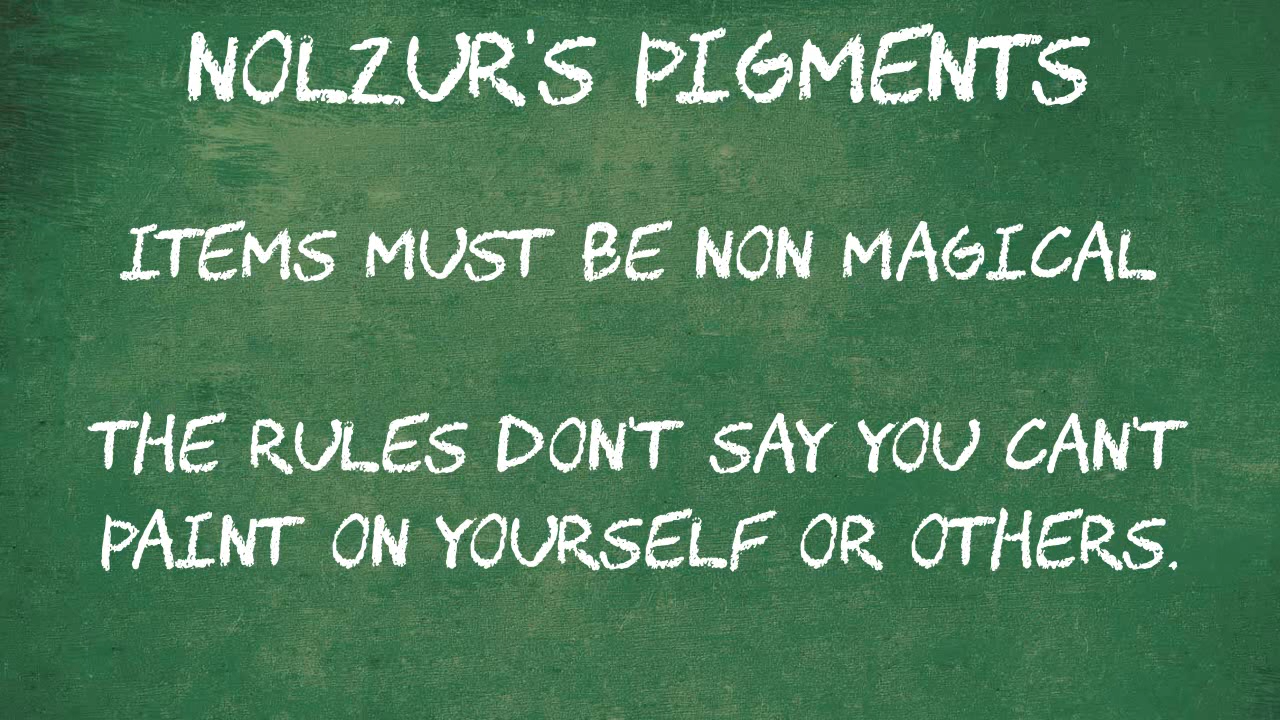 NOLZUR'S PIGMENTS
ITEMS MUST BE NON MAGICAL
THE RULES DON'T SAY YOU CAN'T
PAINT ON YOURSELF OR OTHERS.